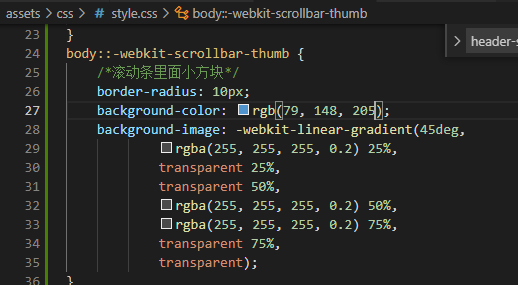 assets > css > # style.css > body::-webkit-scrollbar-thumb
23 }
24 body::-webkit-scrollbar-thumb {
25 /*滚动条里面小方块*/
26 border-radius: 10px;
27 background-color: rgb(79, 148, 205);
28 background-image: -webkit-linear-gradient(45deg,
29 rgba(255, 255, 255, 0.2) 25%,
30 transparent 25%,
31 transparent 50%,
32 rgba(255, 255, 255, 0.2) 50%,
33 rgba(255, 255, 255, 0.2) 75%,
34 transparent 75%,
35 transparent);
36 }
> header-s